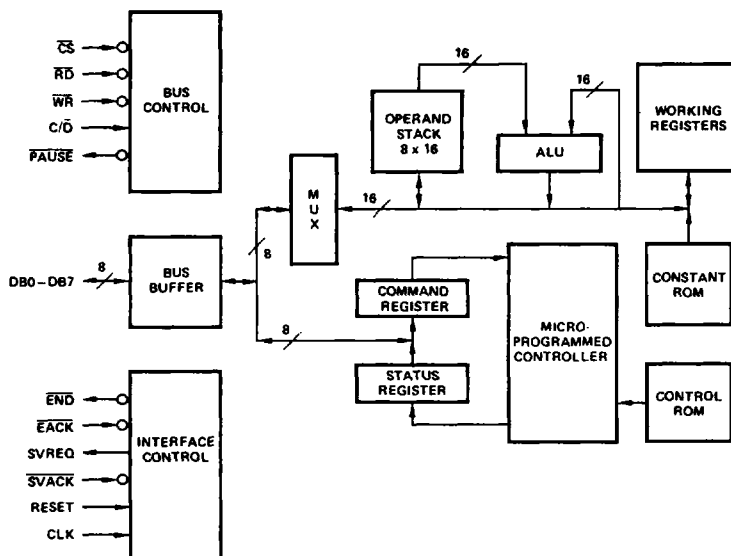 CS
RD
WR
C/D̅
PAUSE
BUS
CONTROL
DB0–DB7
8
BUS
BUFFER
8
8
MUX
16
16
OPERAND
STACK
8 x 16
16
ALU
WORKING
REGISTERS
CONSTANT
ROM
COMMAND
REGISTER
STATUS
REGISTER
MICRO-
PROGRAMMED
CONTROLLER
CONTROL
ROM
END
EACK
SVREQ
SVACK
RESET
CLK
INTERFACE
CONTROL